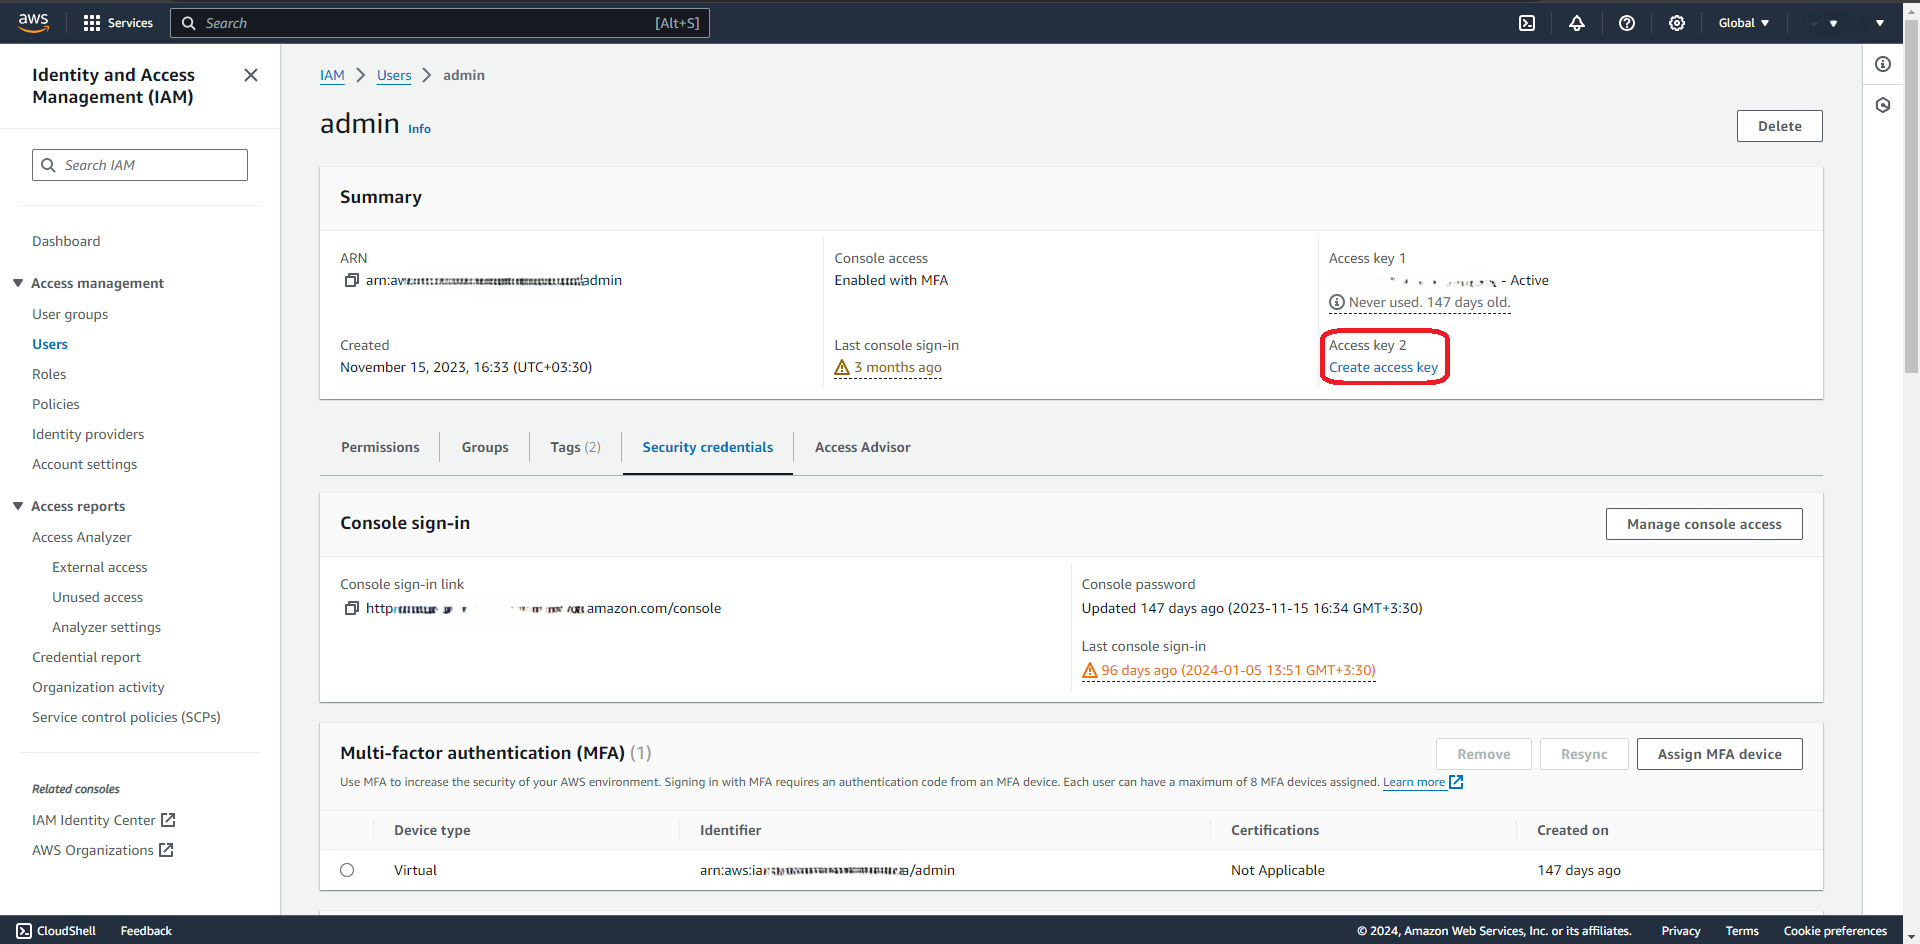 aws
Services
Search
[Alt+S]
Global
Identity and Access
Management (IAM)
Search IAM
Dashboard
Access management
User groups
Users
Roles
Policies
Identity providers
Account settings
Access reports
Access Analyzer
External access
Unused access
Analyzer settings
Credential report
Organization activity
Service control policies (SCPs)
Related consoles
IAM Identity Center
AWS Organizations
IAM > Users > admin
admin Info
Delete
Summary
ARN
arn:aw /admin
Created
November 15, 2023, 16:33 (UTC+03:30)
Console access
Enabled with MFA
Last console sign-in
3 months ago
Access key 1
- Active
Never used. 147 days old.
Access key 2
Create access key
Permissions
Groups
Tags (2)
Security credentials
Access Advisor
Console sign-in
Manage console access
Console sign-in link
http amazon.com/console
Console password
Updated 147 days ago (2023-11-15 16:34 GMT+3:30)
Last console sign-in
96 days ago (2024-01-05 13:51 GMT+3:30)
Multi-factor authentication (MFA) (1)
Remove
Resync
Assign MFA device
Use MFA to increase the security of your AWS environment. Signing in with MFA requires an authentication code from an MFA device. Each user can have a maximum of 8 MFA devices assigned. Learn more
Device type Identifier Certifications Created on
Virtual arn:aws:ia a/admin Not Applicable 147 days ago
CloudShell
Feedback
© 2024, Amazon Web Services, Inc. or its affiliates.
Privacy
Terms
Cookie preferences